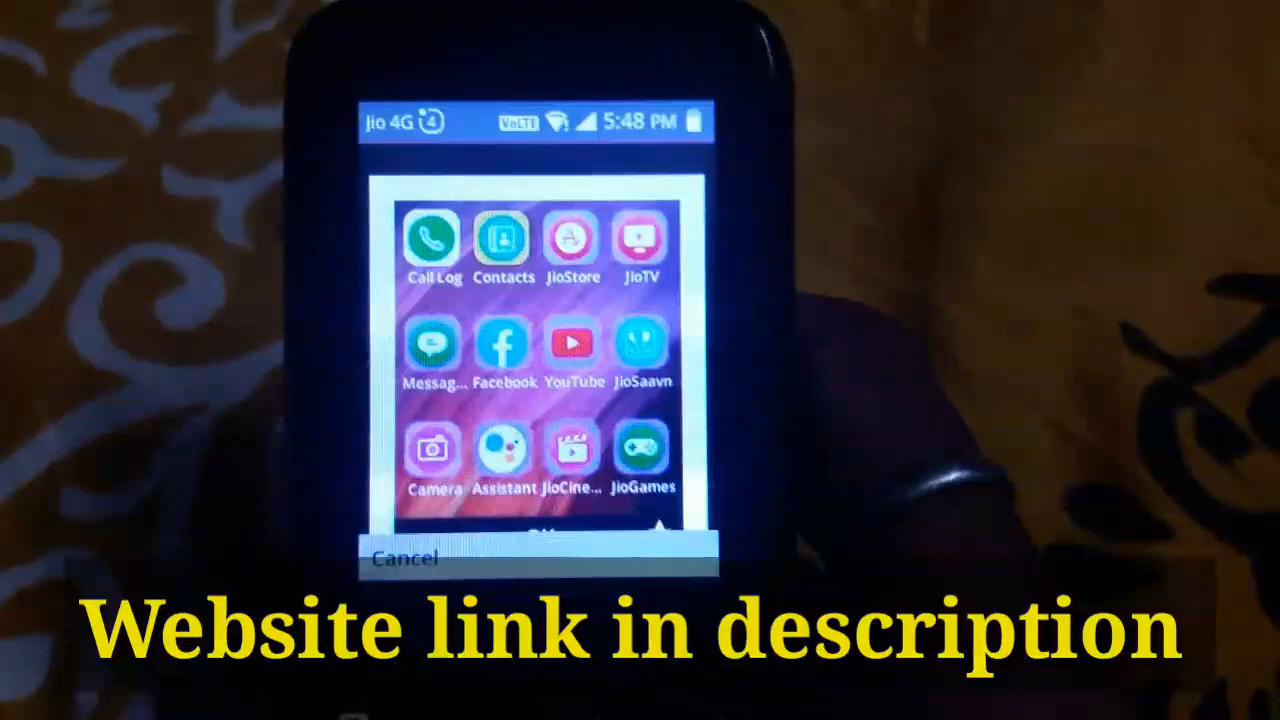 Jio 4G 4 VoLTE 5:48 PM
Call Log Contacts JioStore JioTV
Messag... Facebook YouTube JioSaavn
Camera Assistant JioCine... JioGames
Cancel
Website link in description